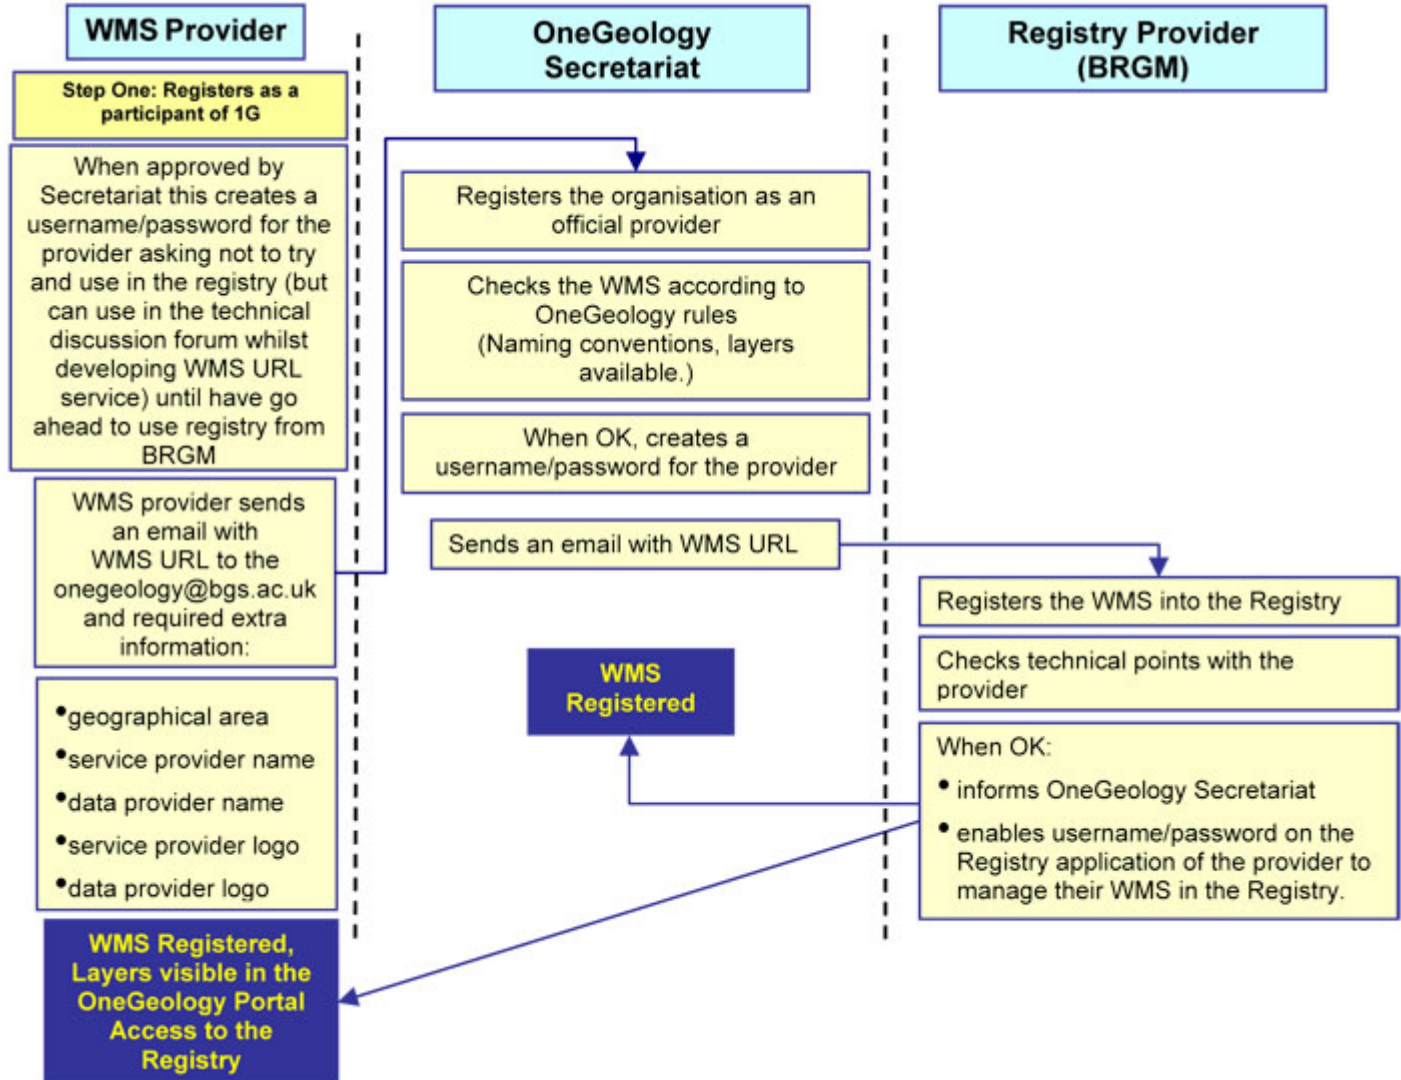 WMS Provider
Step One: Registers as a
participant of 1G
When approved by
Secretariat this creates a
username/password for the
provider asking not to try
and use in the registry (but
can use in the technical
discussion forum whilst
developing WMS URL
service) until have go
ahead to use registry from
BRGM
WMS provider sends
an email with
WMS URL to the
onegeology@bgs.ac.uk
and required extra
information:
•geographical area
•service provider name
•data provider name
•service provider logo
•data provider logo
WMS Registered,
Layers visible in the
OneGeology Portal
Access to the
Registry
OneGeology
Secretariat
Registers the organisation as an
official provider
Checks the WMS according to
OneGeology rules
(Naming conventions, layers
available.)
When OK, creates a
username/password for the provider
Sends an email with WMS URL
WMS
Registered
Registry Provider
(BRGM)
Registers the WMS into the Registry
Checks technical points with the
provider
When OK:
• informs OneGeology Secretariat
• enables username/password on the
Registry application of the provider to
manage their WMS in the Registry.